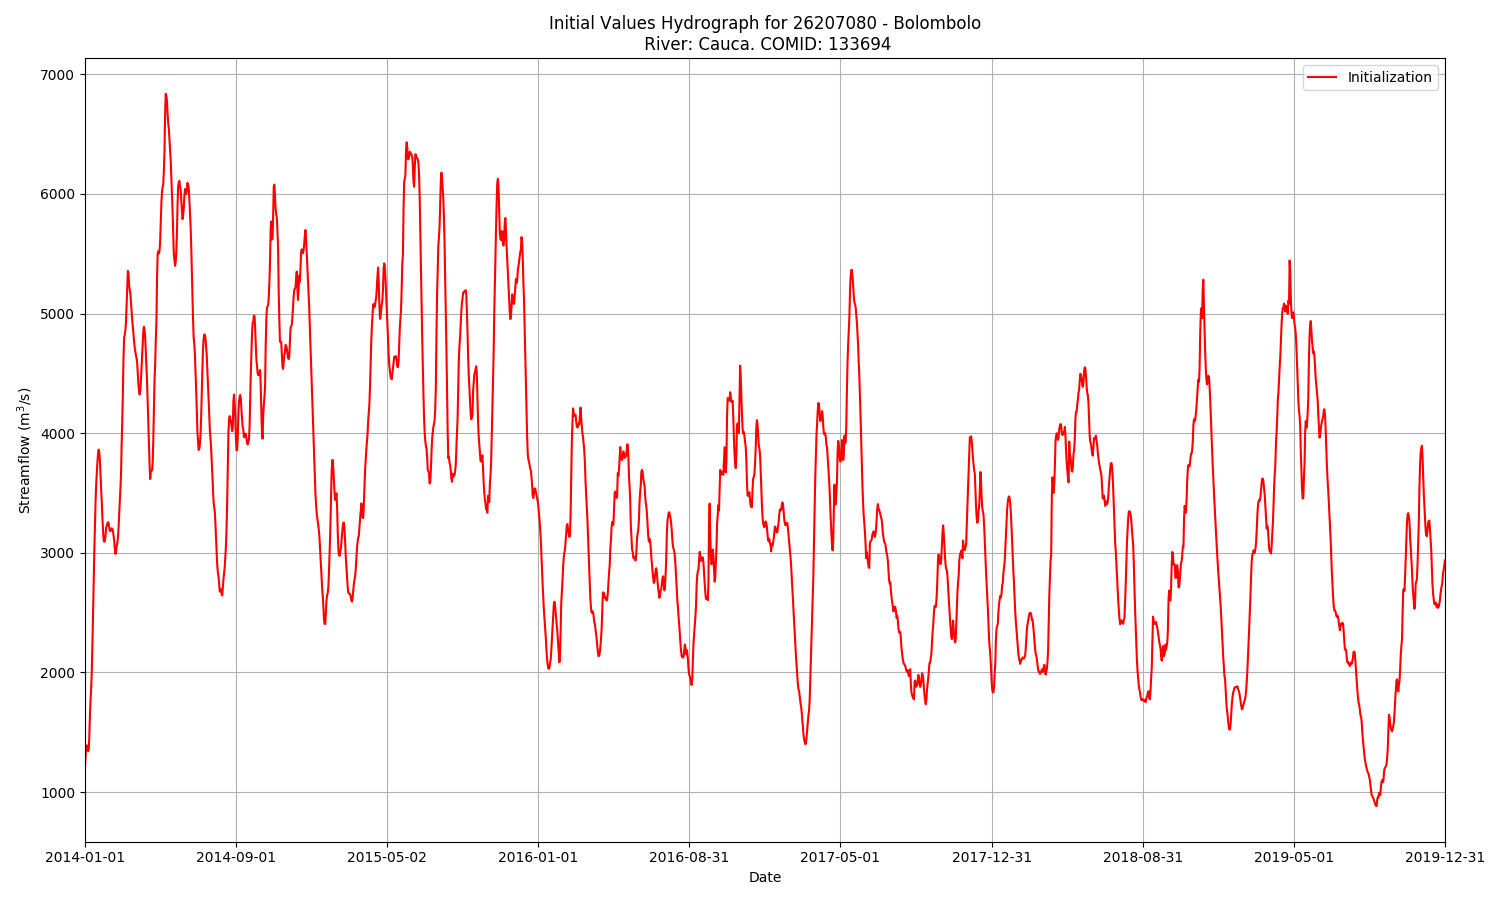 Initial Values Hydrograph for 26207080 - Bolombolo
River: Cauca. COMID: 133694
Initialization
7000
6000
5000
4000
3000
2000
1000
Streamflow (m³/s)
2014-01-01 2014-09-01 2015-05-02 2016-01-01 2016-08-31 2017-05-01 2017-12-31 2018-08-31 2019-05-01 2019-12-31
Date